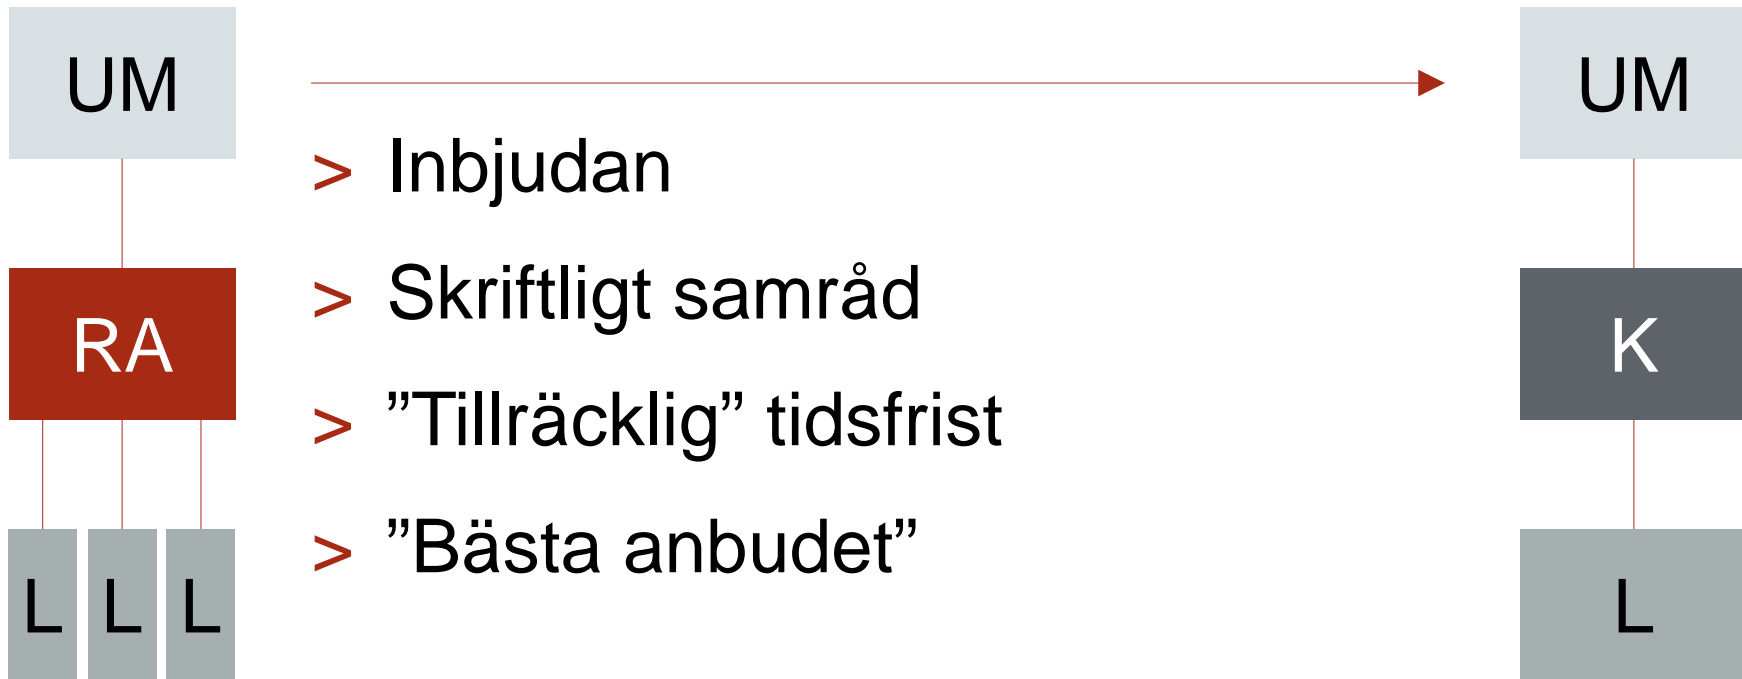 UM
RA
L L L
> Inbjudan
> Skriftligt samråd
> ”Tillräcklig” tidsfrist
> ”Bästa anbudet”
UM
K
L